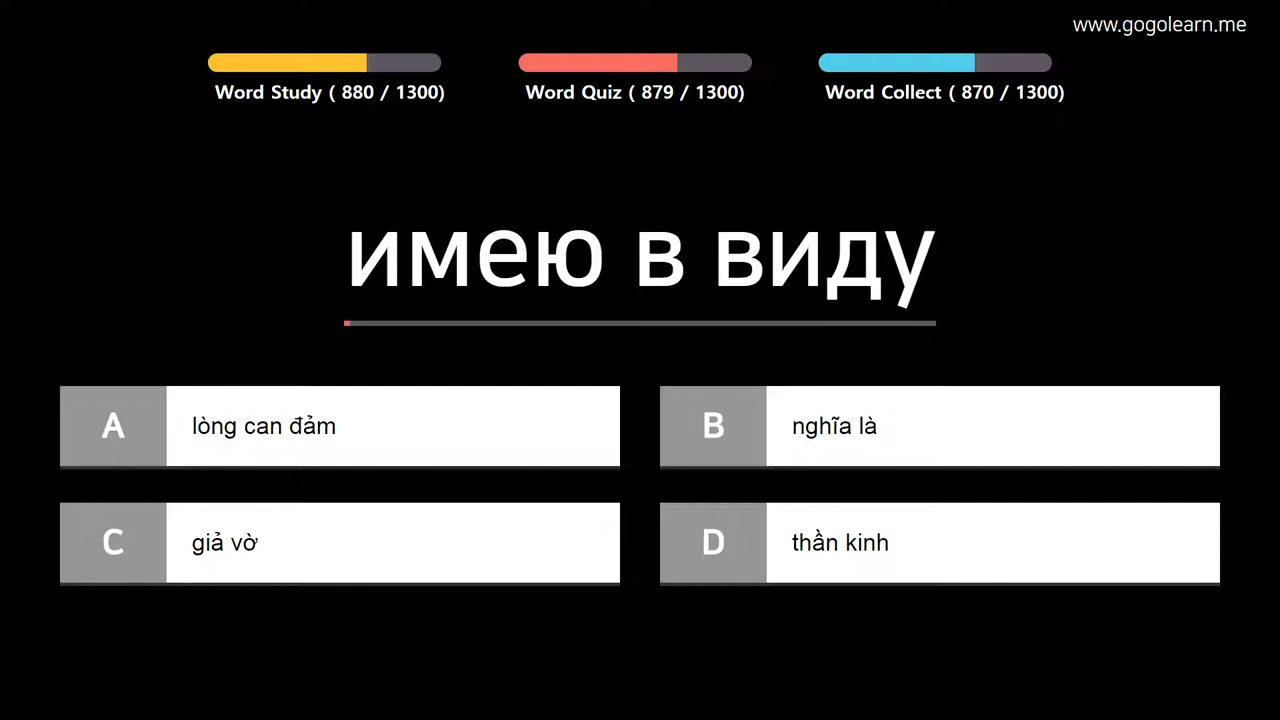 www.gogolearn.me
Word Study ( 880 / 1300)
Word Quiz ( 879 / 1300)
Word Collect ( 870 / 1300)
имею в виду
A lòng can đảm
B nghĩa là
C giả vờ
D thần kinh